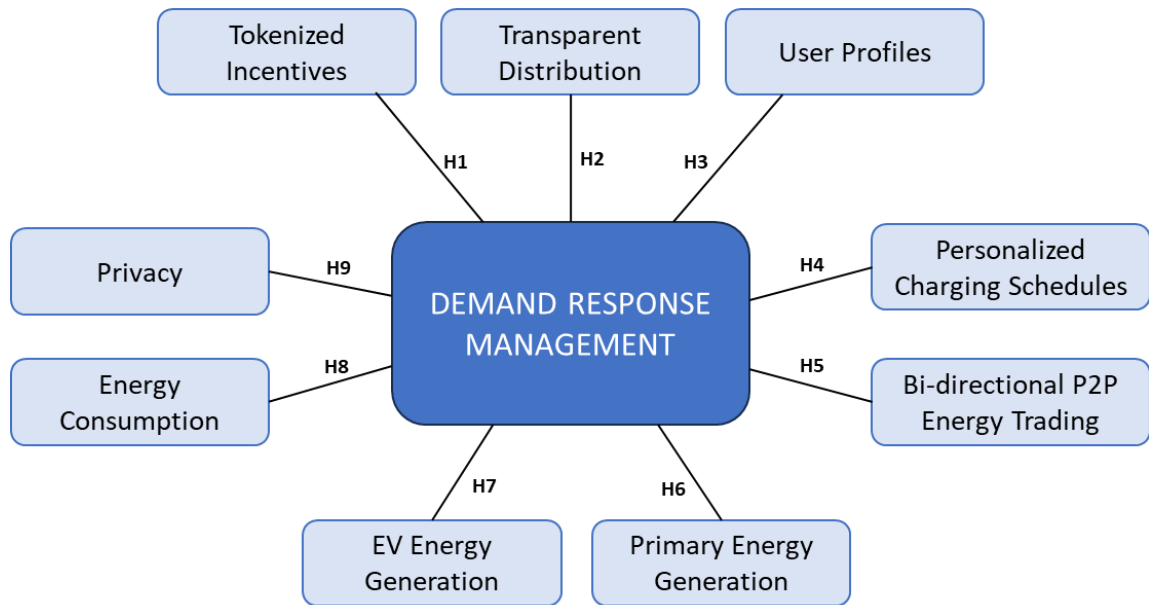 Tokenized
Incentives
Transparent
Distribution
User Profiles
H1
H2
H3
Privacy
H9
DEMAND RESPONSE
MANAGEMENT
H4
Personalized
Charging Schedules
Energy
Consumption
H8
H5
Bi-directional P2P
Energy Trading
H7
H6
EV Energy
Generation
Primary Energy
Generation